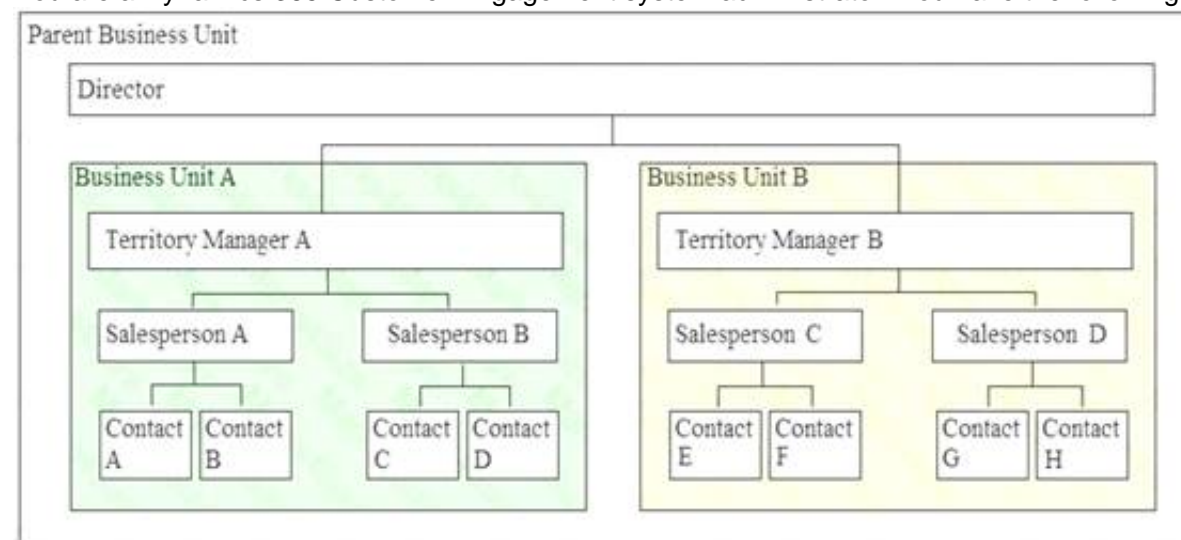 Parent Business Unit
Director
Business Unit A
Business Unit B
Territory Manager A
Territory Manager B
Salesperson A
Salesperson B
Salesperson C
Salesperson D
Contact
A
Contact
B
Contact
C
Contact
D
Contact
E
Contact
F
Contact
G
Contact
H